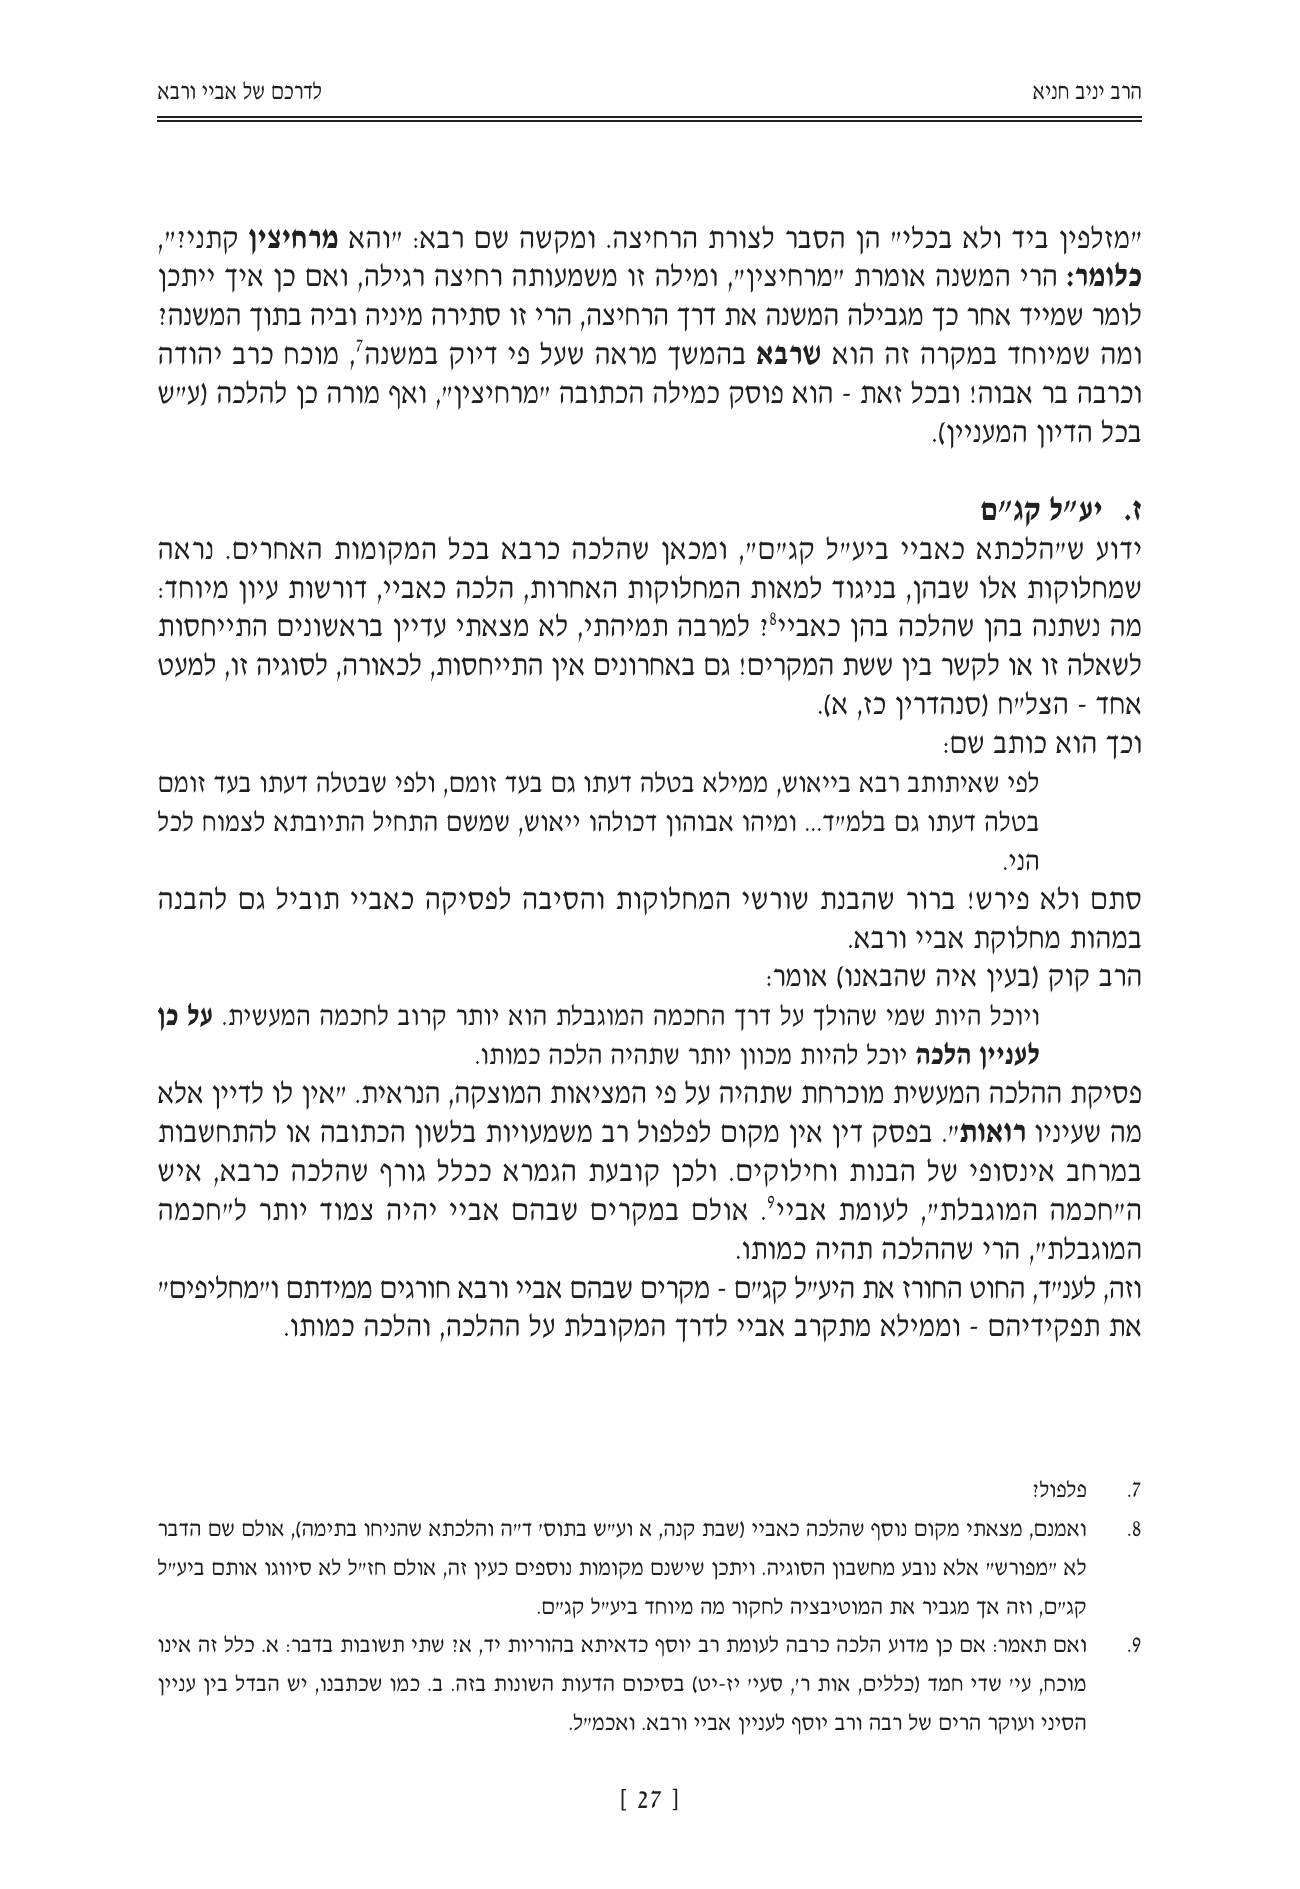 הרב יניב חניא
לדרכם של אביי ורבא
"מזלפין ביד ולא בכלי" הן הסבר לצורת הרחיצה. ומקשה שם רבא: "והא מרחיצין קתני?",
כלומר: הרי המשנה אומרת "מרחיצין", ומילה זו משמעותה רחיצה רגילה, ואם כן איך ייתכן
לומר שמייד אחר כך מגבילה המשנה את דרך הרחיצה, הרי זו סתירה מיניה וביה בתוך המשנה?
ומה שמיוחד במקרה זה הוא שרבא בהמשך מראה שעל פי דיוק במשנה7, מוכח כרב יהודה
וכרבה בר אבוה! ובכל זאת - הוא פוסק כמילה הכתובה "מרחיצין", ואף מורה כן להלכה (ע"ש
בכל הדיון המעניין).
ז. יע"ל קג"ם
ידוע ש"הלכתא כאביי ביע"ל קג"ם", ומכאן שהלכה כרבא בכל המקומות האחרים. נראה
שמחלוקות אלו שבהן, בניגוד למאות המחלוקות האחרות, הלכה כאביי, דורשות עיון מיוחד:
מה נשתנה בהן שהלכה בהן כאביי8? למרבה תמיהתי, לא מצאתי עדיין בראשונים התייחסות
לשאלה זו או לקשר בין ששת המקרים! גם באחרונים אין התייחסות, לכאורה, לסוגיה זו, למעט
אחד - הצל"ח (סנהדרין כז, א).
וכך הוא כותב שם:
לפי שאיתותב רבא בייאוש, ממילא בטלה דעתו גם בעד זומם, ולפי שבטלה דעתו בעד זומם
בטלה דעתו גם בלמ"ד... ומיהו אבוהון דכולהו ייאוש, שמשם התחיל התיובתא לצמוח לכל
הני.
סתם ולא פירש! ברור שהבנת שורשי המחלוקות והסיבה לפסיקה כאביי תוביל גם להבנה
במהות מחלוקת אביי ורבא.
הרב קוק (בעין איה שהבאנו) אומר:
ויוכל היות שמי שהולך על דרך החכמה המוגבלת הוא יותר קרוב לחכמה המעשית. על כן
לעניין הלכה יוכל להיות מכוון יותר שתהיה הלכה כמותו.
פסיקת ההלכה המעשית מוכרחת שתהיה על פי המציאות המוצקה, הנראית. "אין לו לדיין אלא
מה שעיניו רואות". בפסק דין אין מקום לפלפול רב משמעויות בלשון הכתובה או להתחשבות
במרחב אינסופי של הבנות וחילוקים. ולכן קובעת הגמרא ככלל גורף שהלכה כרבא, איש
ה"חכמה המוגבלת", לעומת אביי9. אולם במקרים שבהם אביי יהיה צמוד יותר ל"חכמה
המוגבלת", הרי שההלכה תהיה כמותו.
וזה, לענ"ד, החוט החורז את היע"ל קג"ם - מקרים שבהם אביי ורבא חורגים ממידתם ו"מחליפים"
את תפקידיהם - וממילא מתקרב אביי לדרך המקובלת על ההלכה, והלכה כמותו.
7. פלפול?
8. ואמנם, מצאתי מקום נוסף שהלכה כאביי (שבת קנה, א וע"ש בתוס' ד"ה והלכתא שהניחו בתימה), אולם שם הדבר
לא "מפורש" אלא נובע מחשבון הסוגיה. ויתכן שישנם מקומות נוספים כעין זה, אולם חז"ל לא סיווגו אותם ביע"ל
קג"ם, וזה אך מגביר את המוטיבציה לחקור מה מיוחד ביע"ל קג"ם.
9. ואם תאמר: אם כן מדוע הלכה כרבה לעומת רב יוסף כדאיתא בהוריות יד, א? שתי תשובות בדבר: א. כלל זה אינו
מוכח, עי' שדי חמד (כללים, אות ר', סעי' יז-יט) בסיכום הדעות השונות בזה. ב. כמו שכתבנו, יש הבדל בין עניין
הסיני ועוקר הרים של רבה ורב יוסף לעניין אביי ורבא. ואכמ"ל.
[ 27 ]